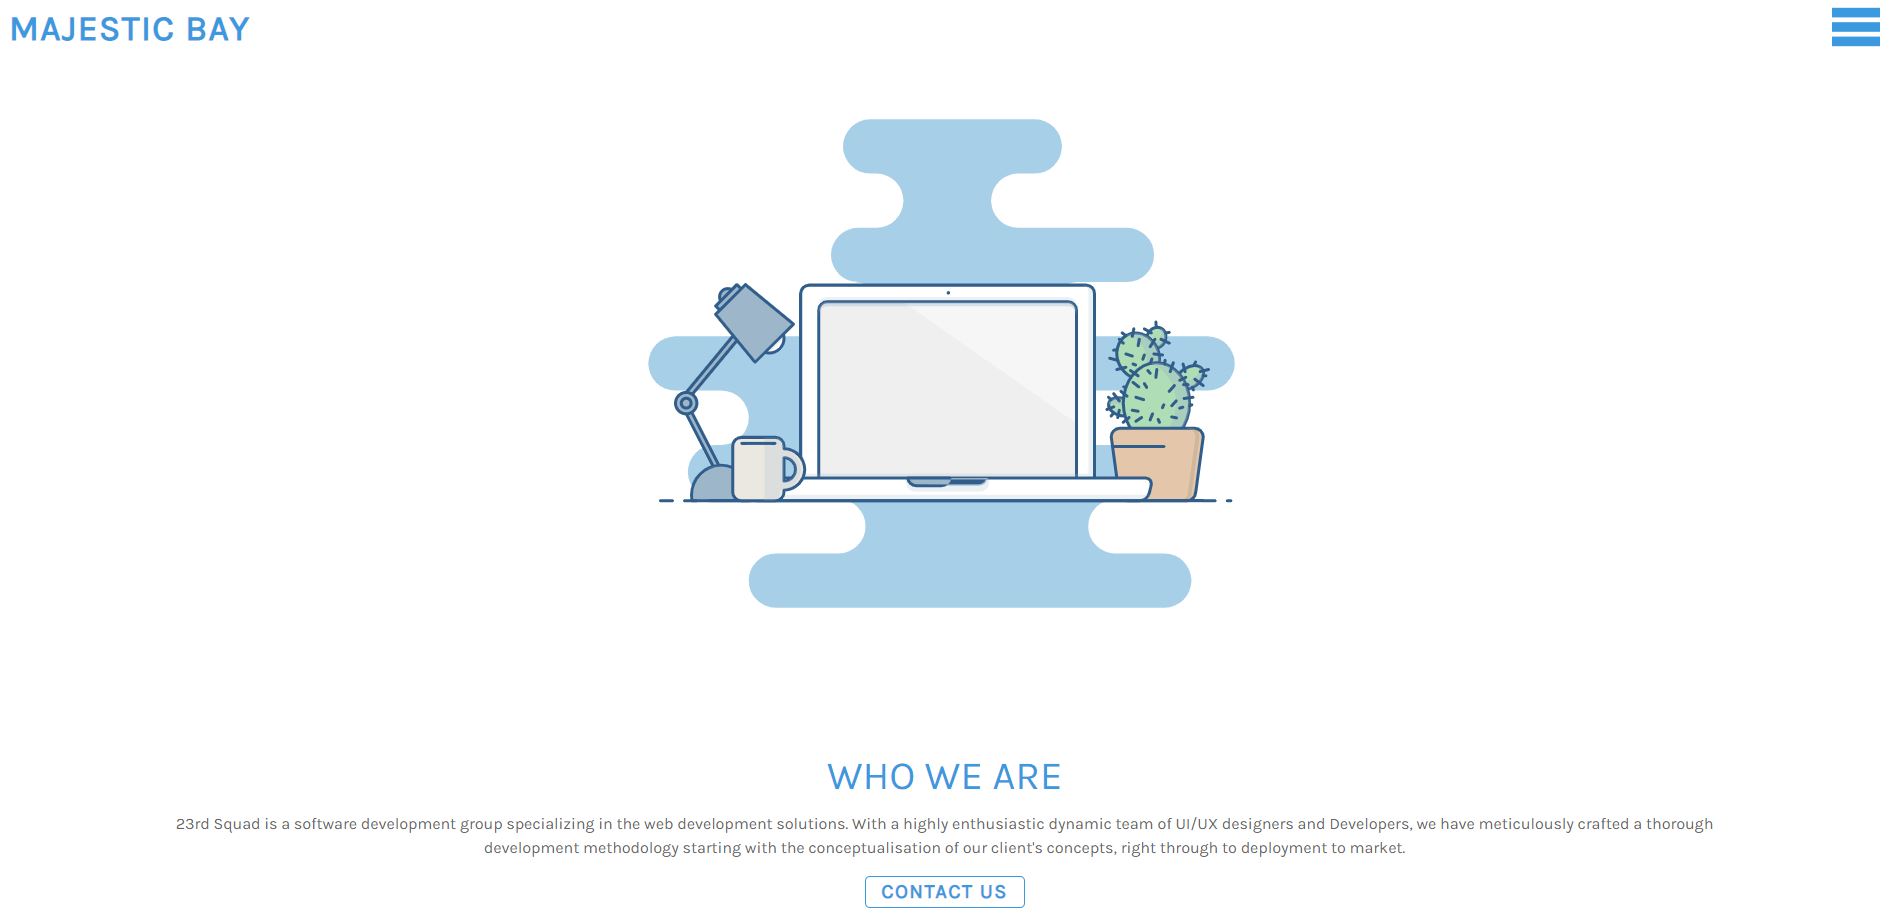 MAJESTIC BAY
WHO WE ARE
23rd Squad is a software development group specializing in the web development solutions. With a highly enthusiastic dynamic team of UI/UX designers and Developers, we have meticulously crafted a thorough
development methodology starting with the conceptualisation of our client's concepts, right through to deployment to market.
CONTACT US